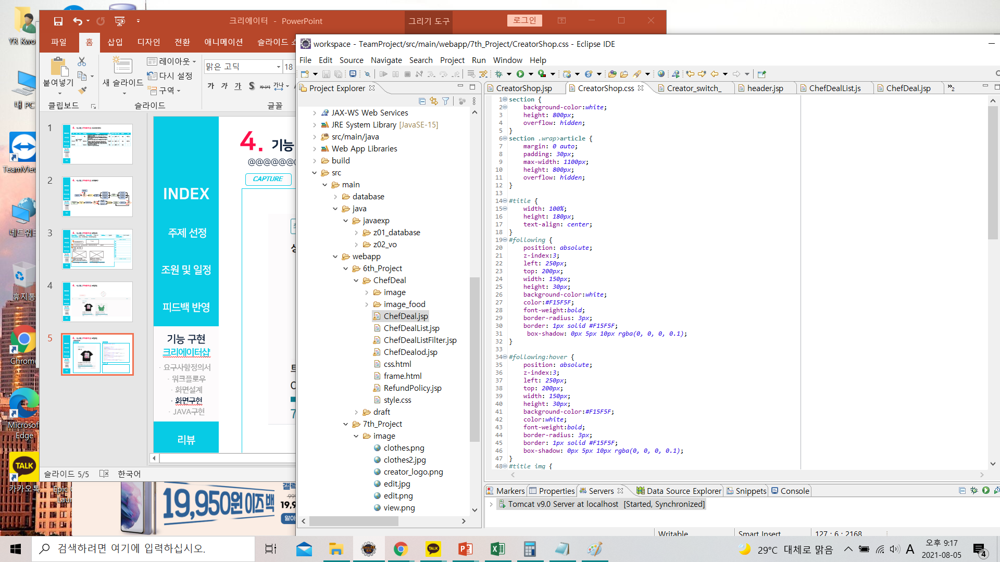 YR Kwo
내 PC
TeamView
네트워크
휴지통
Chrome
Microsof
Edge
카카오톡
Epic G
Lau
크리에이터 - PowerPoint
그리기 도구
로그인
파일
홈
삽입
디자인
전환
애니메이션
슬라이드 쇼
붙여넣기
새 슬라이드
레이아웃
다시 설정
구역
클립보드
슬라이드
맑은 고딕
18
가 가 가 S 간나
글꼴
1
2
3
4
5
INDEX
주제 선정
조원 및 일정
피드백 반영
기능 구현
크리에이터샵
· 요구사항정의서
· 워크플로우
· 화면설계
· 화면구현
· JAVA구현
리뷰
4. 기능
@@@@@@@
CAPTURE
슬라이드 5/5
한국어
TALK
19,950원 이즈백
갤럭
19,9
알아
workspace - TeamProject/src/main/webapp/7th_Project/CreatorShop.css - Eclipse IDE
File Edit Source Navigate Search Project Run Window Help
Project Explorer
JAX-WS Web Services
JRE System Library [JavaSE-15]
src/main/java
Web App Libraries
build
src
main
database
java
javaexp
z01_database
z02_vo
webapp
6th_Project
ChefDeal
image
image_food
ChefDeal.jsp
ChefDealList.jsp
ChefDealListFilter.jsp
ChefDealod.jsp
css.html
frame.html
RefundPolicy.jsp
style.css
draft
7th_Project
image
clothes.png
clothes2.jpg
creator_logo.png
edit.jpg
edit.png
view.png
CreatorShop.jsp
CreatorShop.css
Creator_switch_
header.jsp
ChefDealList.js
ChefDeal.jsp
»2
1 section {
2 background-color:white;
3 height: 800px;
4 overflow: hidden;
5 }
6 section .wrap>article {
7 margin: 0 auto;
8 padding: 30px;
9 max-width: 1100px;
10 height: 800px;
11 overflow: hidden;
12 }
13
14 #title {
15 width: 100%;
16 height: 180px;
17 text-align: center;
18 }
19 #following {
20 position: absolute;
21 z-index:3;
22 left: 250px;
23 top: 200px;
24 width: 150px;
25 height: 30px;
26 background-color:white;
27 color:#F15F5F;
28 font-weight:bold;
29 border-radius: 3px;
30 border: 1px solid #F15F5F;
31 box-shadow: 0px 5px 10px rgba(0, 0, 0, 0.1);
32 }
33
34 #following:hover {
35 position: absolute;
36 z-index:3;
37 left: 250px;
38 top: 200px;
39 width: 150px;
40 height: 30px;
41 background-color:#F15F5F;
42 color:white;
43 font-weight:bold;
44 border-radius: 3px;
45 border: 1px solid #F15F5F;
46 box-shadow: 0px 5px 10px rgba(0, 0, 0, 0.1);
47 }
48 #title img {
Markers
Properties
Servers
Data Source Explorer
Snippets
Console
Tomcat v9.0 Server at localhost [Started, Synchronized]
Writable
Smart Insert
127 : 6 : 2168
검색하려면 여기에 입력하십시오.
TALK
29°C 대체로 맑음
A
오후 9:17
2021-08-05
4